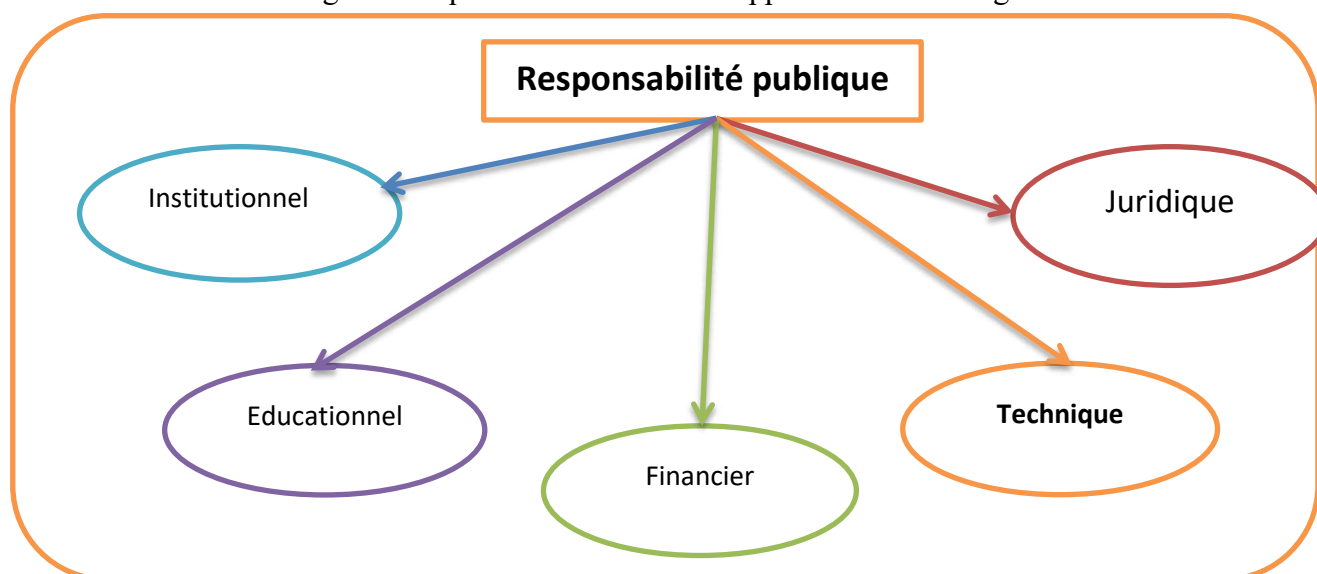 Responsabilité publique
Institutionnel
Juridique
Educationnel
Technique
Financier